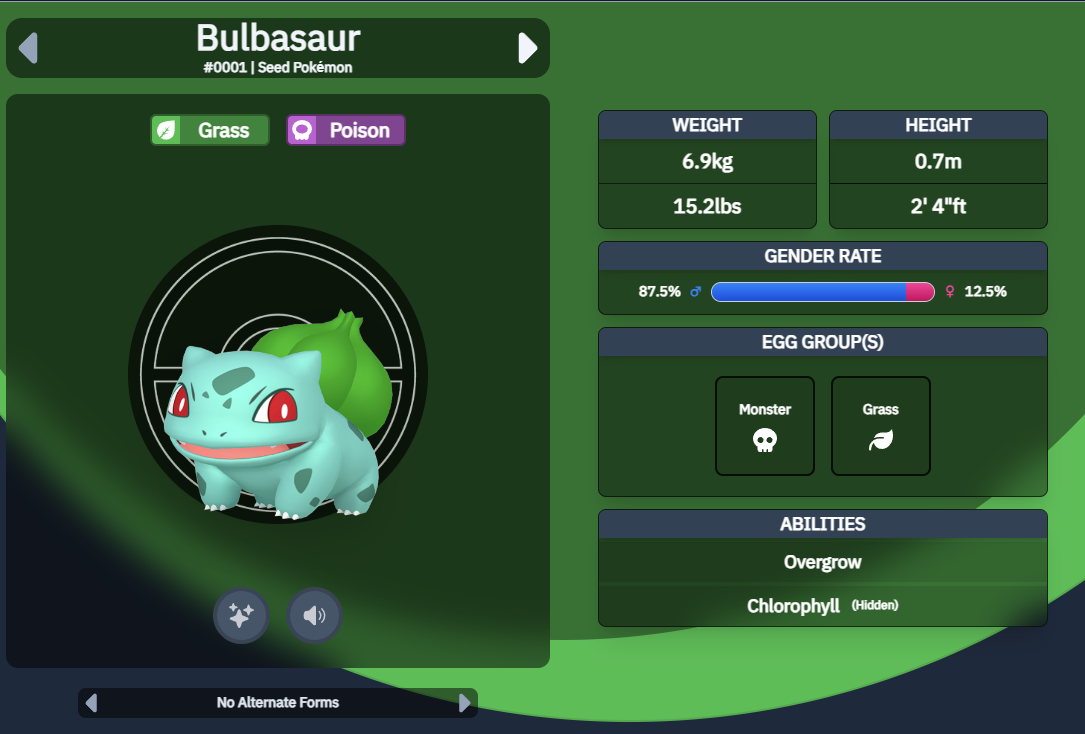 Bulbasaur
#0001 | Seed Pokémon
Grass
Poison
No Alternate Forms
WEIGHT
6.9kg
15.2lbs
HEIGHT
0.7m
2' 4"ft
GENDER RATE
87.5% ♂ ♀ 12.5%
EGG GROUP(S)
Monster
Grass
ABILITIES
Overgrow
Chlorophyll (Hidden)